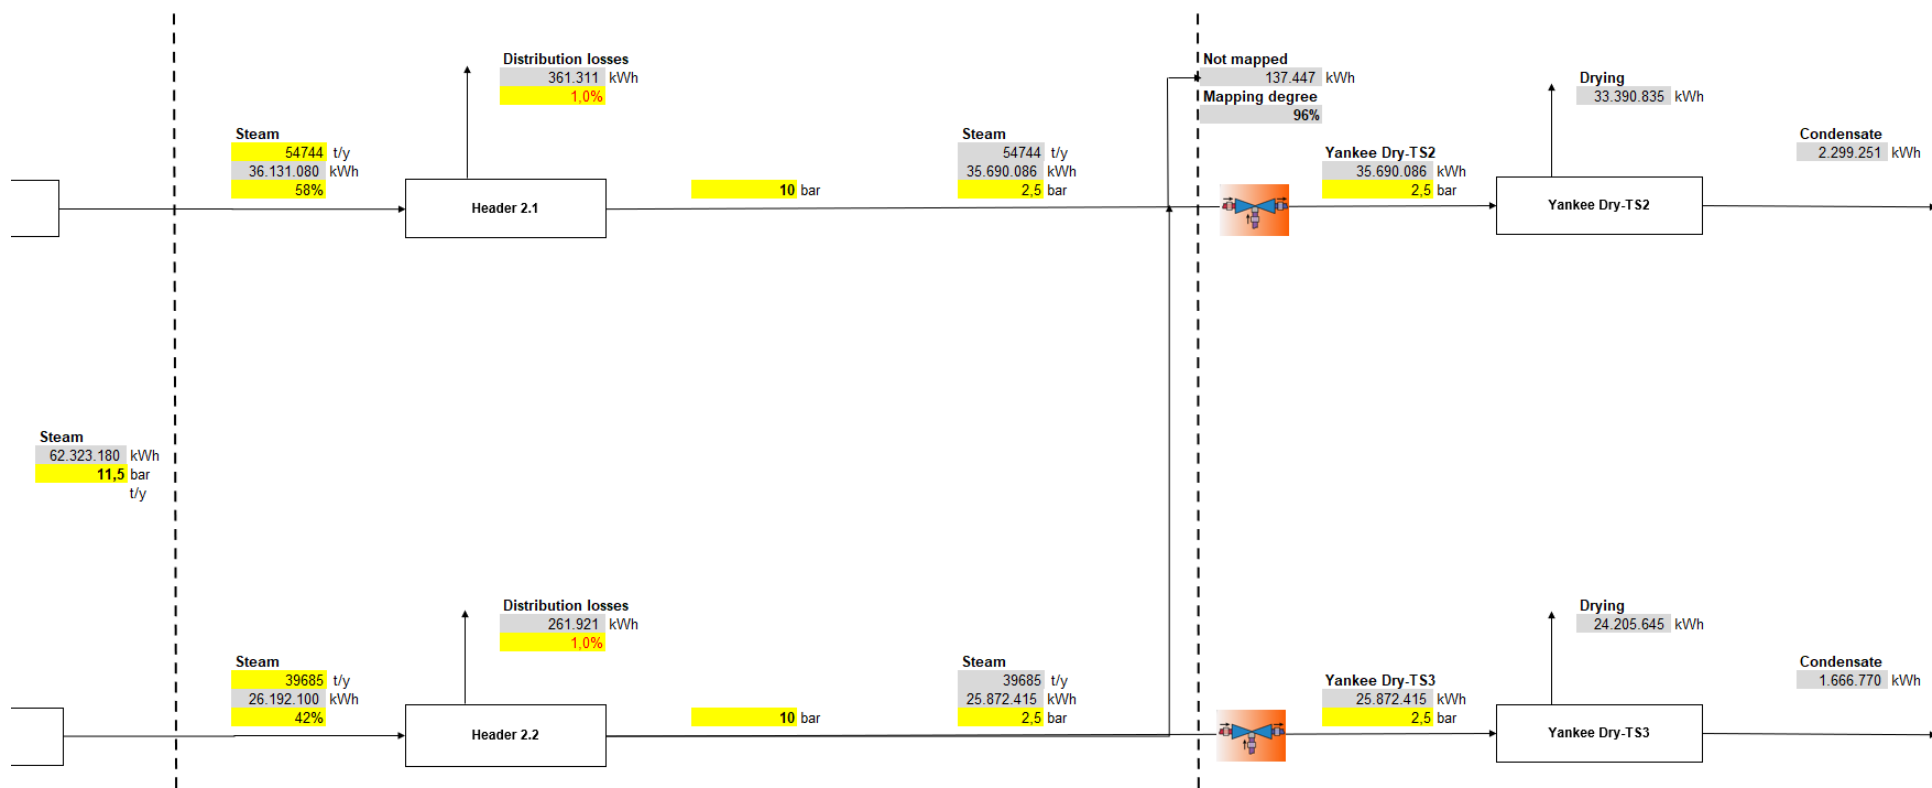 Distribution losses
361.311 kWh
1,0%
Not mapped
137.447 kWh
Mapping degree
96%
Drying
33.390.835 kWh
Steam
54744 t/y
36.131.080 kWh
58%
Header 2.1
10 bar
Steam
54744 t/y
35.690.086 kWh
2,5 bar
Yankee Dry-TS2
35.690.086 kWh
2,5 bar
Yankee Dry-TS2
Condensate
2.299.251 kWh
Steam
62.323.180 kWh
11,5 bar
t/y
Distribution losses
261.921 kWh
1,0%
Drying
24.205.645 kWh
Steam
39685 t/y
26.192.100 kWh
42%
Header 2.2
10 bar
Steam
39685 t/y
25.872.415 kWh
2,5 bar
Yankee Dry-TS3
25.872.415 kWh
2,5 bar
Yankee Dry-TS3
Condensate
1.666.770 kWh